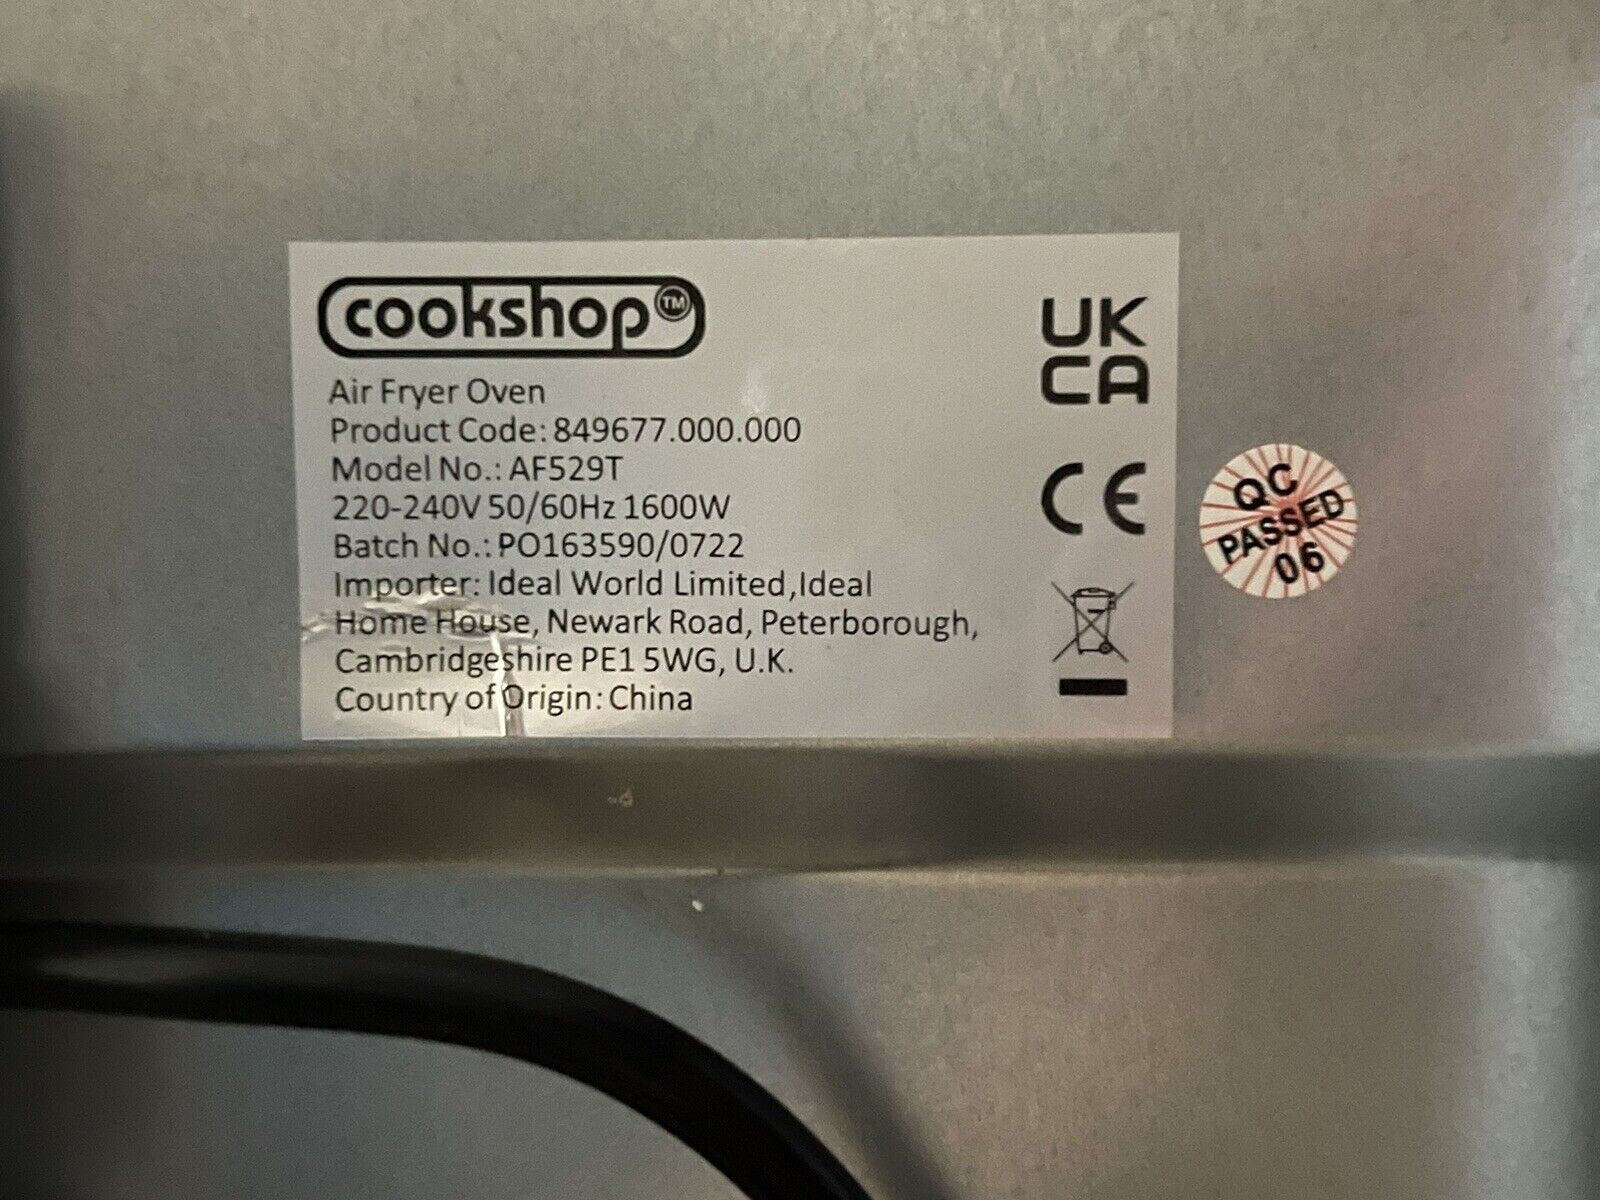 cookshop™
Air Fryer Oven
Product Code: 849677.000.000
Model No.: AF529T
220-240V 50/60Hz 1600W
Batch No.: PO163590/0722
Importer: Ideal World Limited,Ideal
Home House, Newark Road, Peterborough,
Cambridgeshire PE1 5WG, U.K.
Country of Origin: China
UK
CA
CE
QC
PASSED
06